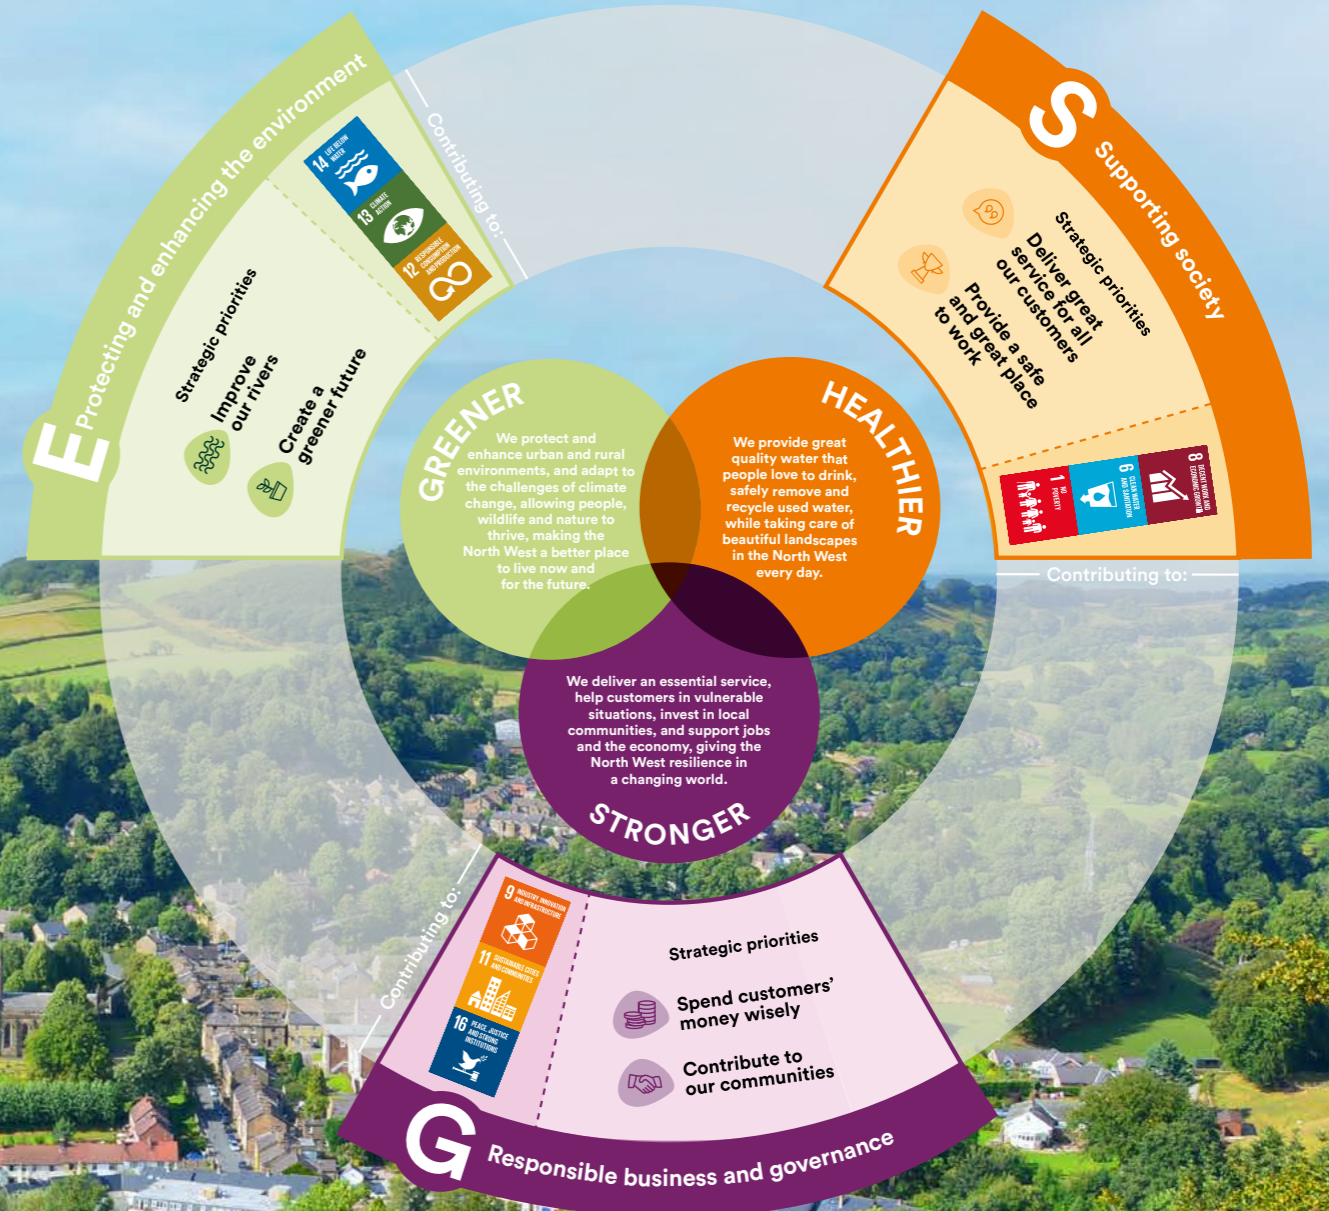 E
Protecting and enhancing the environment
Strategic priorities
Improve
our rivers
Create a
greener future
Contributing to:
14 LIFE BELOW
WATER
13 CLIMATE
ACTION
12 RESPONSIBLE
CONSUMPTION
AND PRODUCTION
S
Supporting society
Strategic priorities
Deliver great
service for all
our customers
Provide a safe
and great place
to work
1 NO
POVERTY
6 CLEAN WATER
AND SANITATION
8 DECENT WORK AND
ECONOMIC GROWTH
Contributing to:
GREENER
We protect and
enhance urban and rural
environments, and adapt to
the challenges of climate
change, allowing people,
wildlife and nature to
thrive, making the
North West a better place
to live now and
for the future.
HEALTHIER
We provide great
quality water that
people love to drink,
safely remove and
recycle used water,
while taking care of
beautiful landscapes
in the North West
every day.
We deliver an essential service,
help customers in vulnerable
situations, invest in local
communities, and support jobs
and the economy, giving the
North West resilience in
a changing world.
STRONGER
Contributing to:
9 INDUSTRY, INNOVATION
AND INFRASTRUCTURE
11 SUSTAINABLE CITIES
AND COMMUNITIES
16 PEACE, JUSTICE
AND STRONG
INSTITUTIONS
Strategic priorities
Spend customers'
money wisely
Contribute to
our communities
G
Responsible business and governance